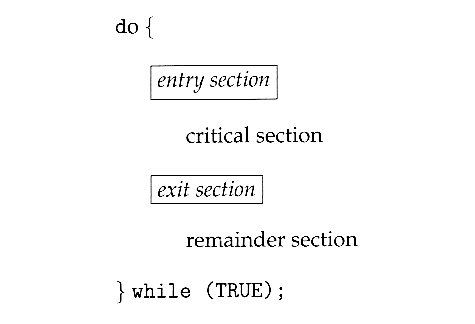 do {
entry section
critical section
exit section
remainder section
} while (TRUE);